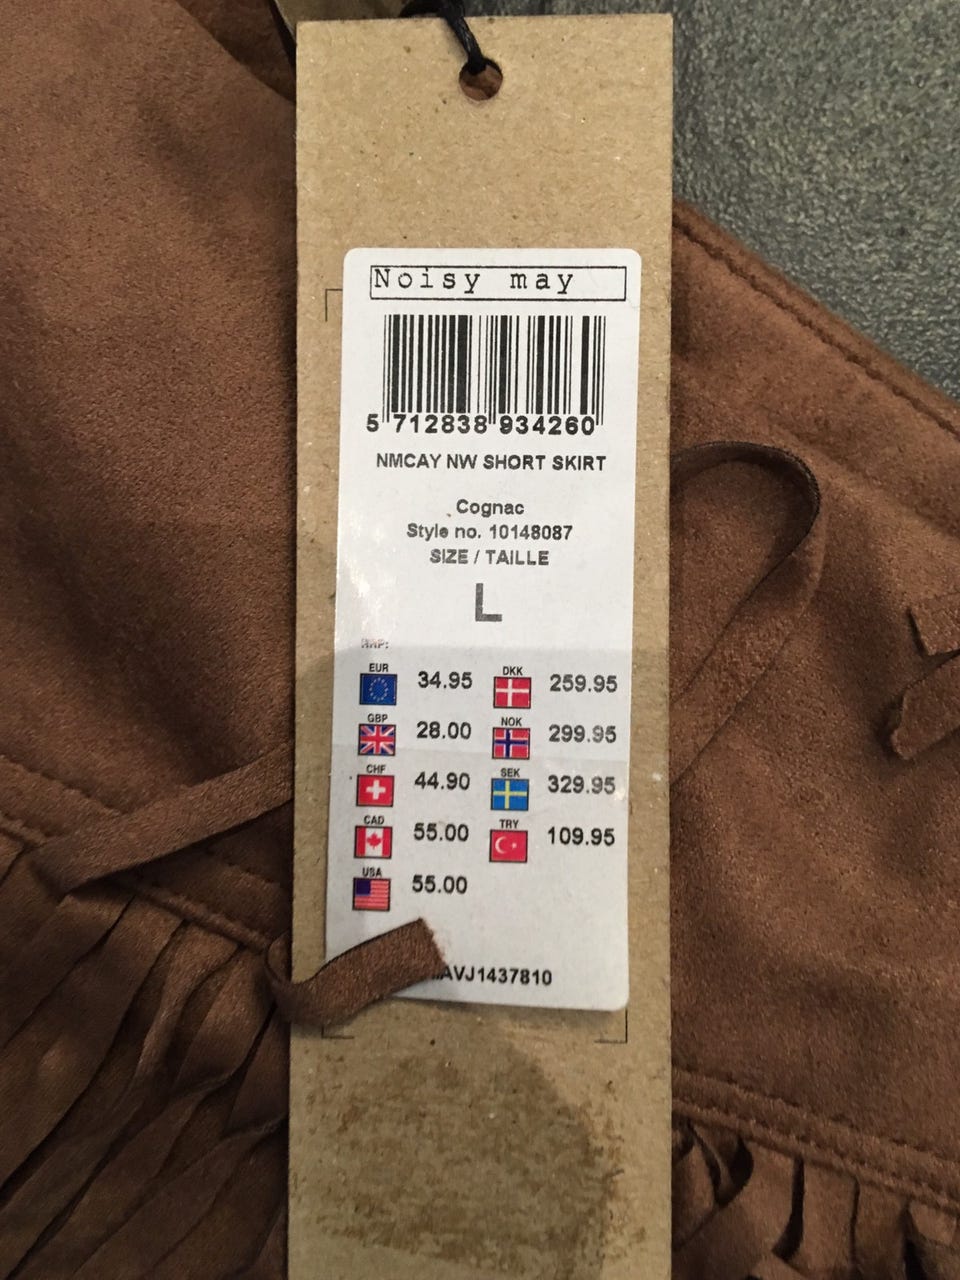 Noisy may
5 712838 934260
NMCAY NW SHORT SKIRT
Cognac
Style no. 10148087
SIZE / TAILLE
L
RRP:
EUR 34.95 DKK 259.95
GBP 28.00 NOK 299.95
CHF 44.90 SEK 329.95
CAD 55.00 TRY 109.95
USA 55.00
AVJ1437810